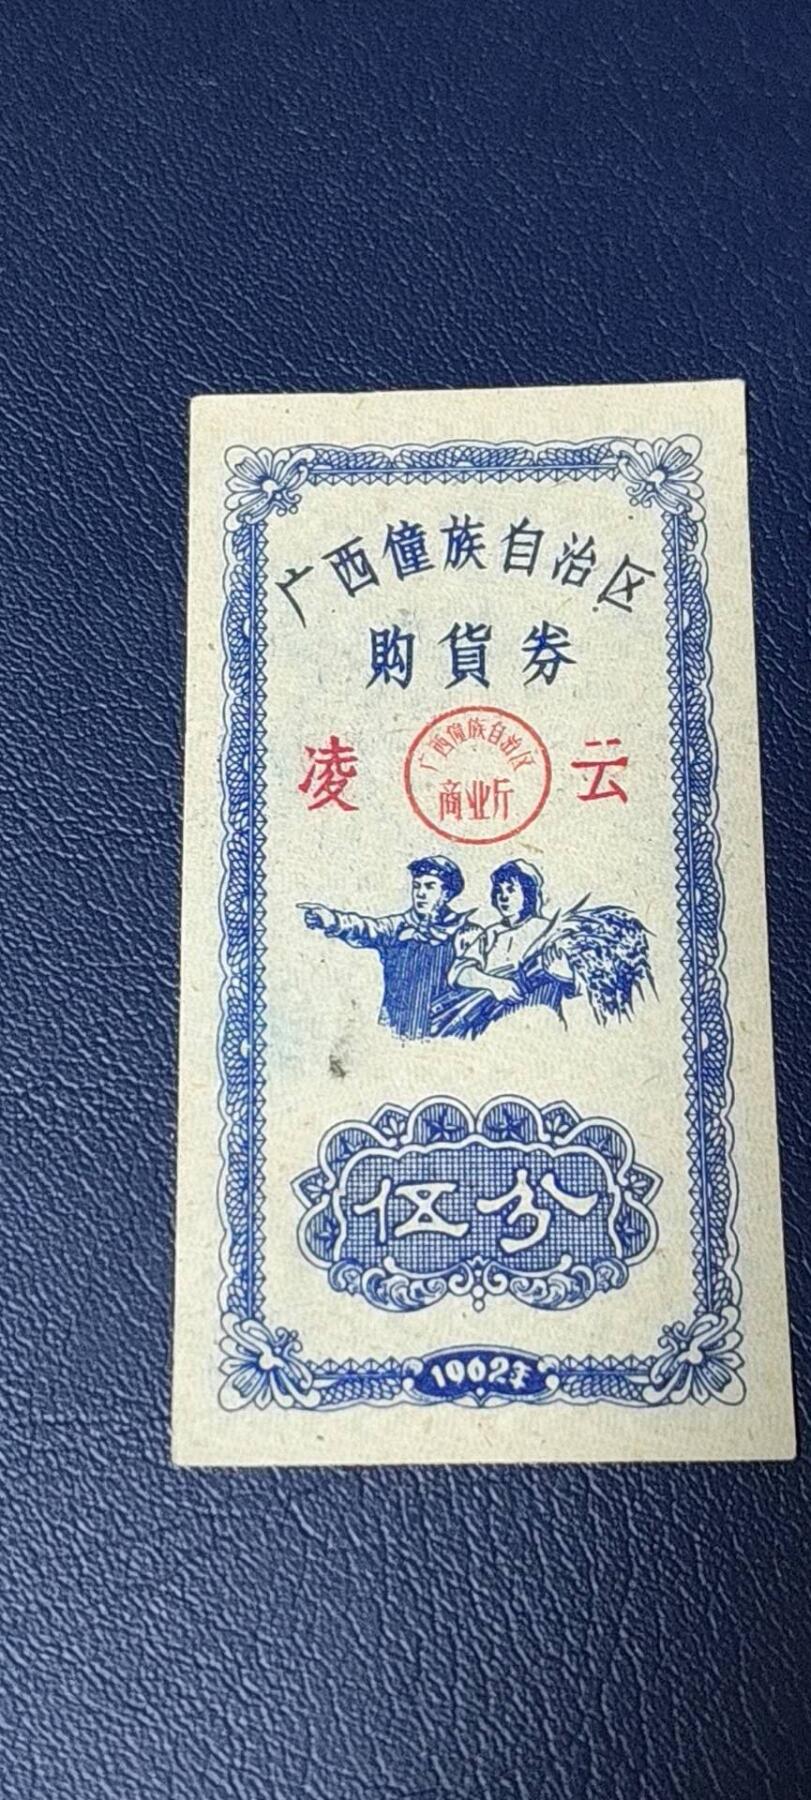 广西僮族自治区
购貨券
凌 云
广西僮族自治区
商业厅
伍分
1962年